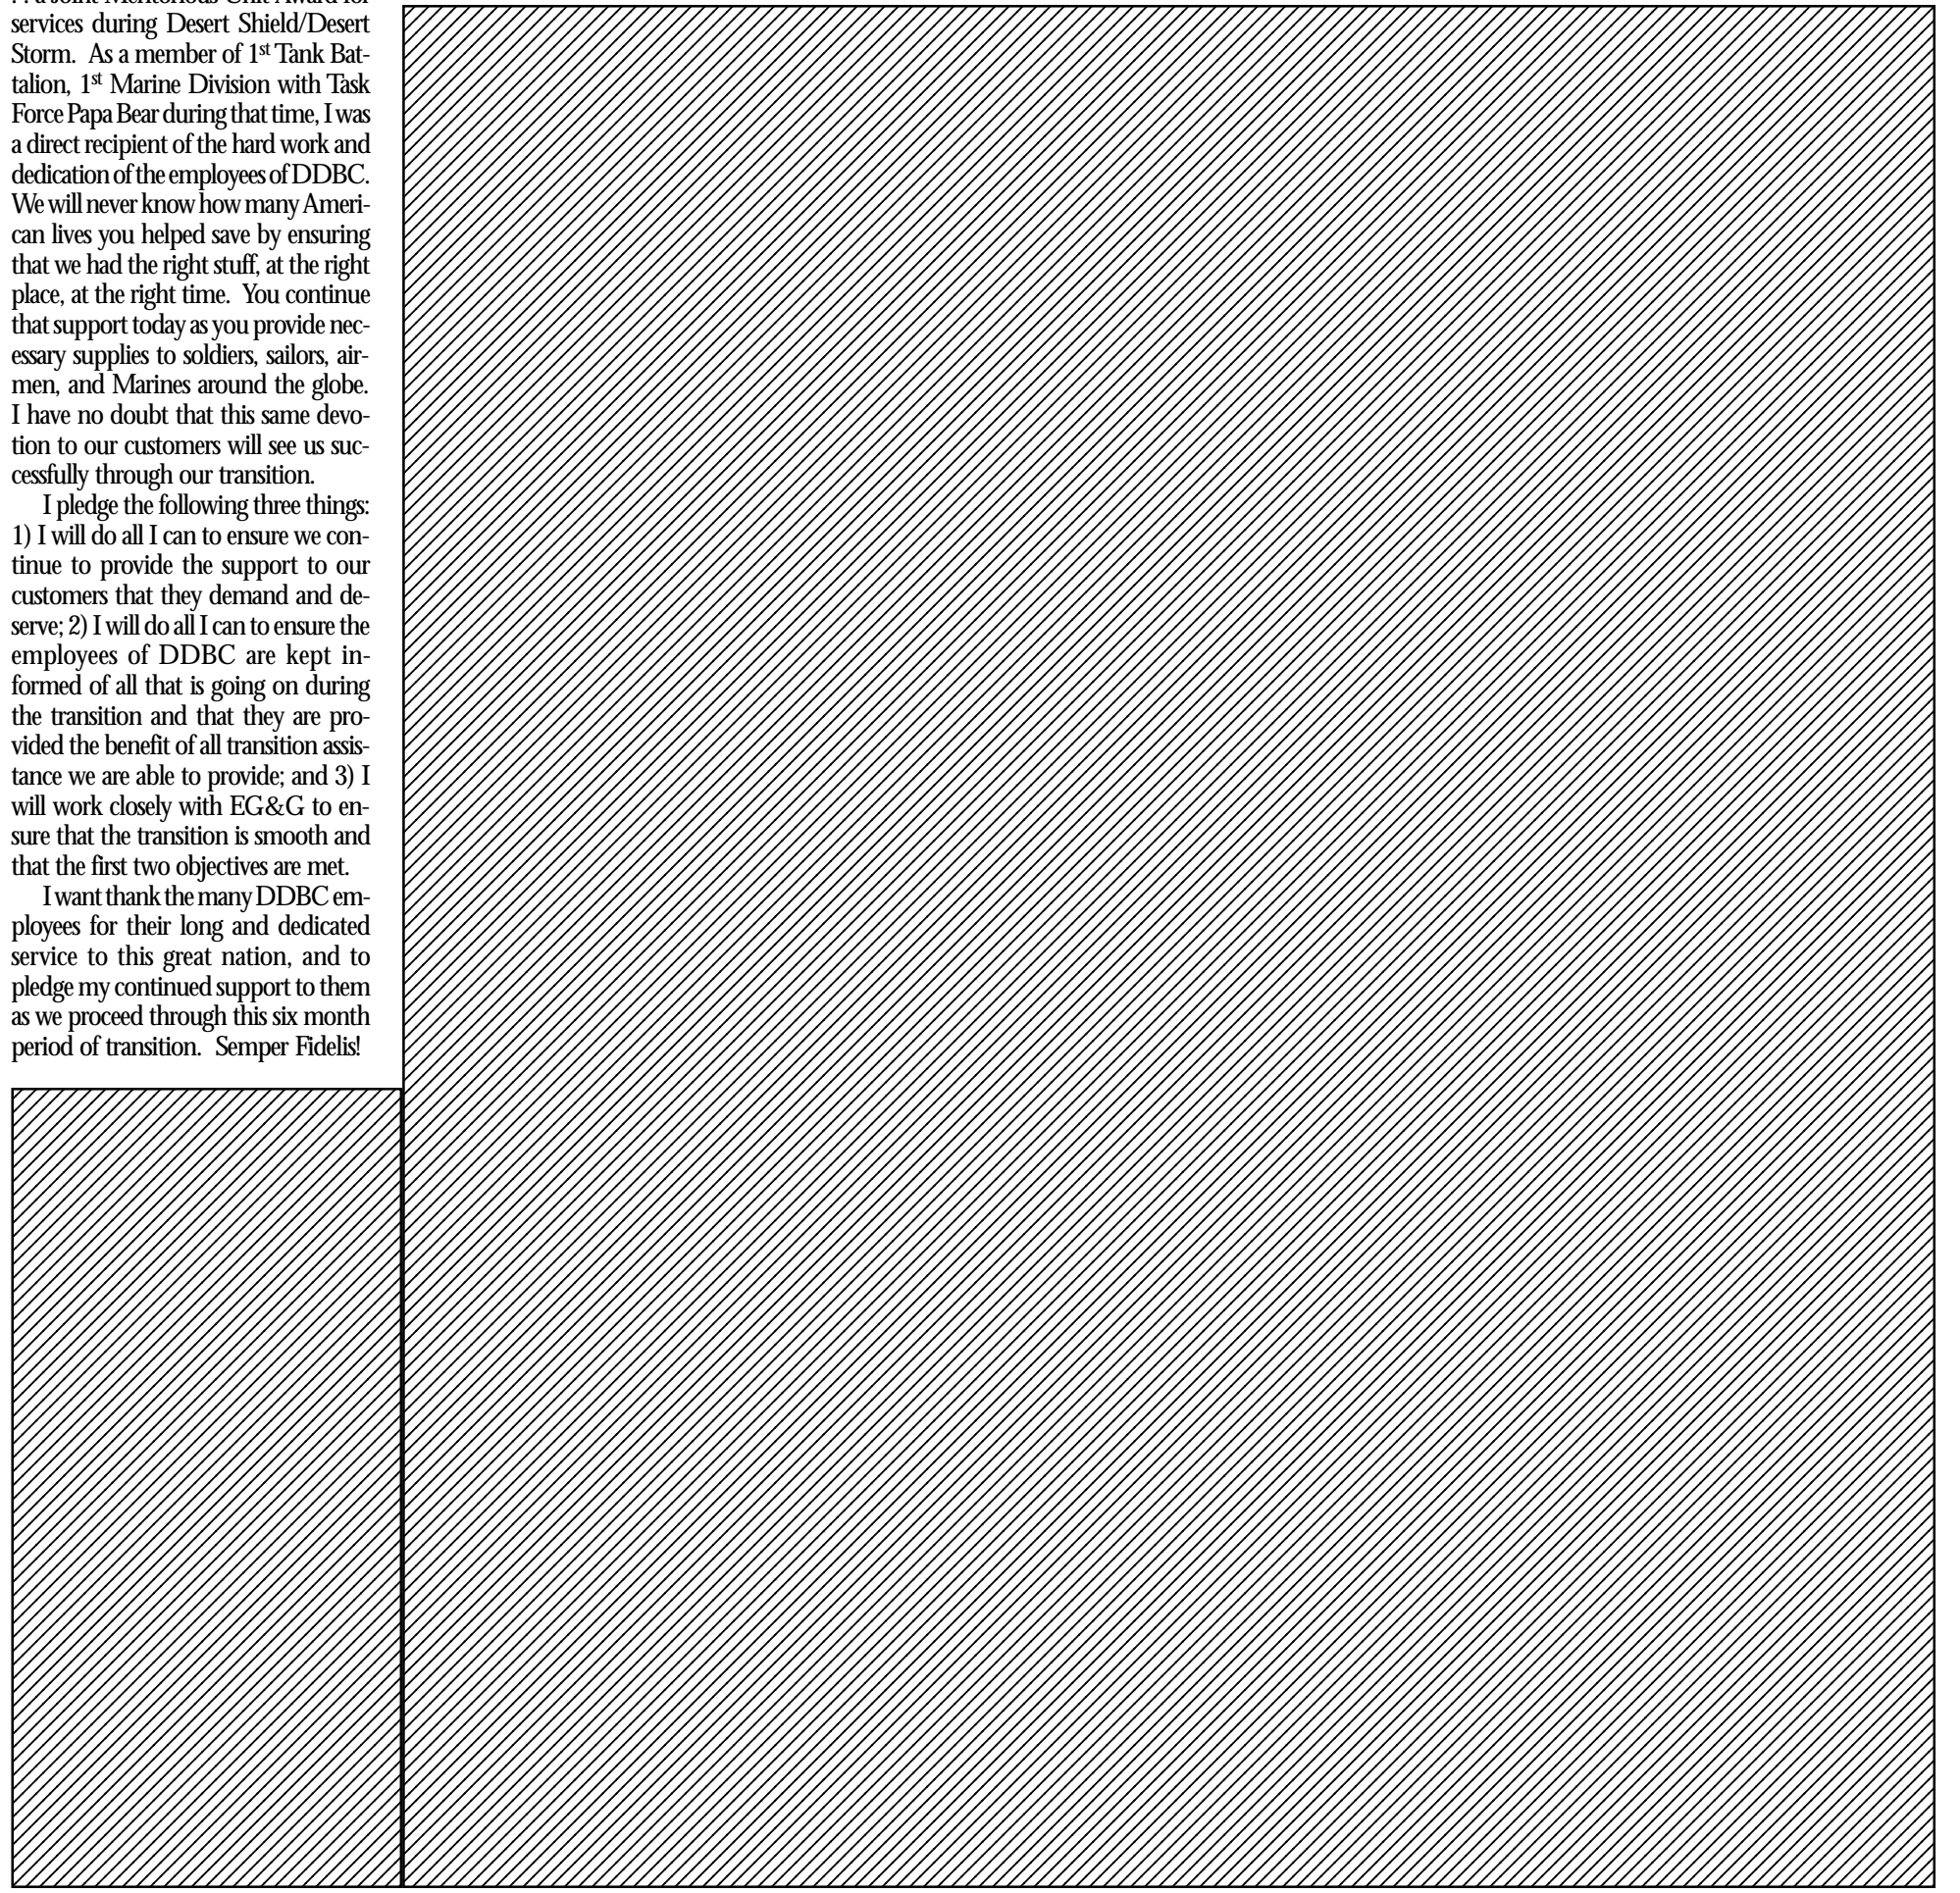 a Joint Meritorious Unit Award for
services during Desert Shield/Desert
Storm. As a member of 1st Tank Bat-
talion, 1st Marine Division with Task
Force Papa Bear during that time, I was
a direct recipient of the hard work and
dedication of the employees of DDBC.
We will never know how many Ameri-
can lives you helped save by ensuring
that we had the right stuff, at the right
place, at the right time. You continue
that support today as you provide nec-
essary supplies to soldiers, sailors, air-
men, and Marines around the globe.
I have no doubt that this same devo-
tion to our customers will see us suc-
cessfully through our transition.
I pledge the following three things:
1) I will do all I can to ensure we con-
tinue to provide the support to our
customers that they demand and de-
serve; 2) I will do all I can to ensure the
employees of DDBC are kept in-
formed of all that is going on during
the transition and that they are pro-
vided the benefit of all transition assis-
tance we are able to provide; and 3) I
will work closely with EG&G to en-
sure that the transition is smooth and
that the first two objectives are met.
I want thank the many DDBC em-
ployees for their long and dedicated
service to this great nation, and to
pledge my continued support to them
as we proceed through this six month
period of transition. Semper Fidelis!